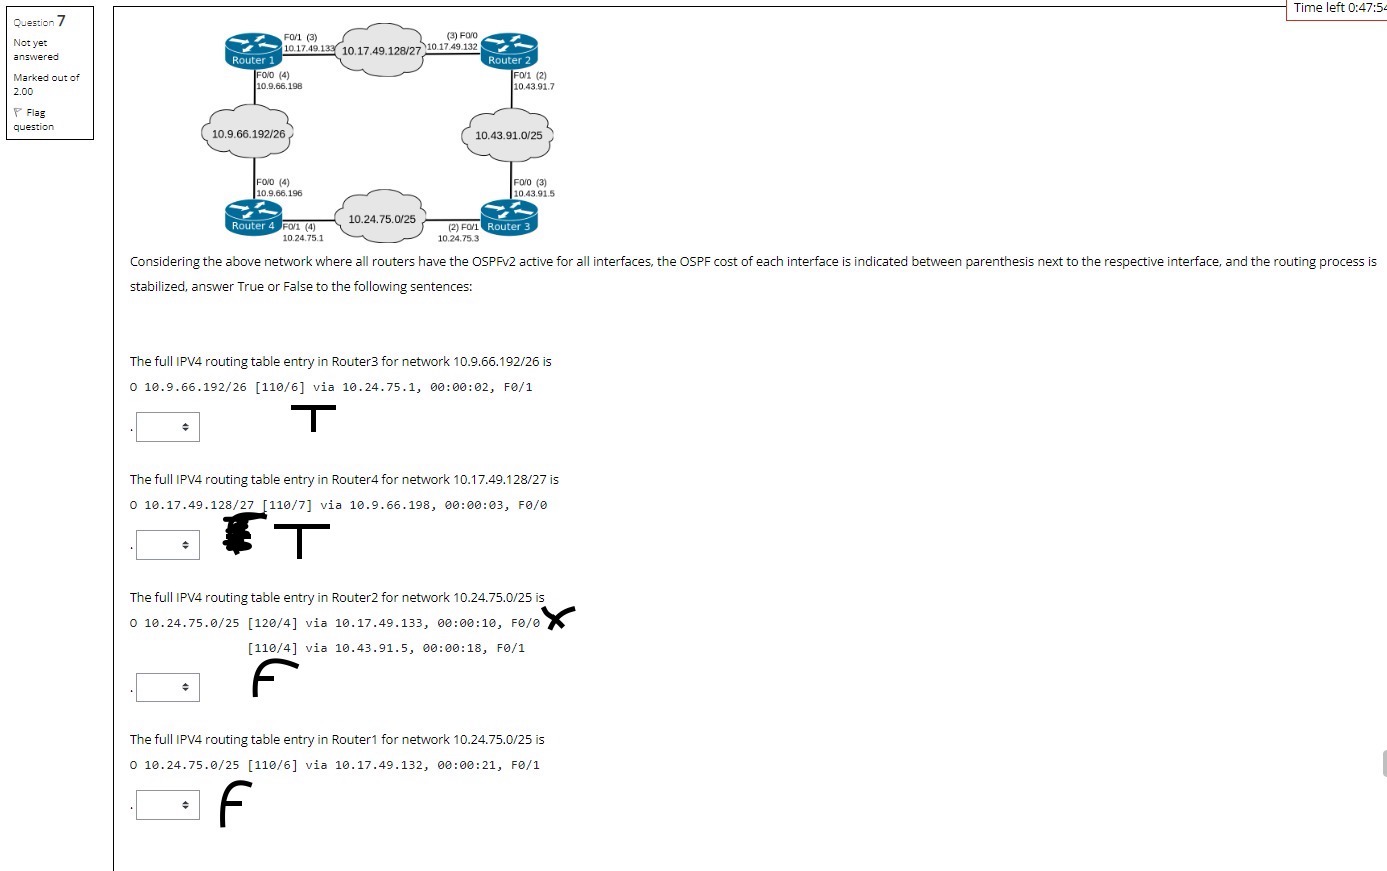 Time left 0:47:54
Question 7
Not yet
answered
Marked out of
2.00
Flag
question
F0/1 (3)
10.17.49.133
10.17.49.128/27
(3) F0/0
10.17.49.132
Router 1
Router 2
F0/0 (4)
10.9.66.198
F0/1 (2)
10.43.91.7
10.9.66.192/26
10.43.91.0/25
F0/0 (4)
10.9.66.196
F0/0 (3)
10.43.91.5
Router 4
F0/1 (4)
10.24.75.1
10.24.75.0/25
(2) F0/1
10.24.75.3
Router 3
Considering the above network where all routers have the OSPFv2 active for all interfaces, the OSPF cost of each interface is indicated between parenthesis next to the respective interface, and the routing process is
stabilized, answer True or False to the following sentences:
The full IPV4 routing table entry in Router3 for network 10.9.66.192/26 is
O 10.9.66.192/26 [110/6] via 10.24.75.1, 00:00:02, F0/1
T
.
The full IPV4 routing table entry in Router4 for network 10.17.49.128/27 is
O 10.17.49.128/27 [110/7] via 10.9.66.198, 00:00:03, F0/0
. T
The full IPV4 routing table entry in Router2 for network 10.24.75.0/25 is
O 10.24.75.0/25 [120/4] via 10.17.49.133, 00:00:10, F0/0 X
[110/4] via 10.43.91.5, 00:00:18, F0/1
. F
The full IPV4 routing table entry in Router1 for network 10.24.75.0/25 is
O 10.24.75.0/25 [110/6] via 10.17.49.132, 00:00:21, F0/1
. F